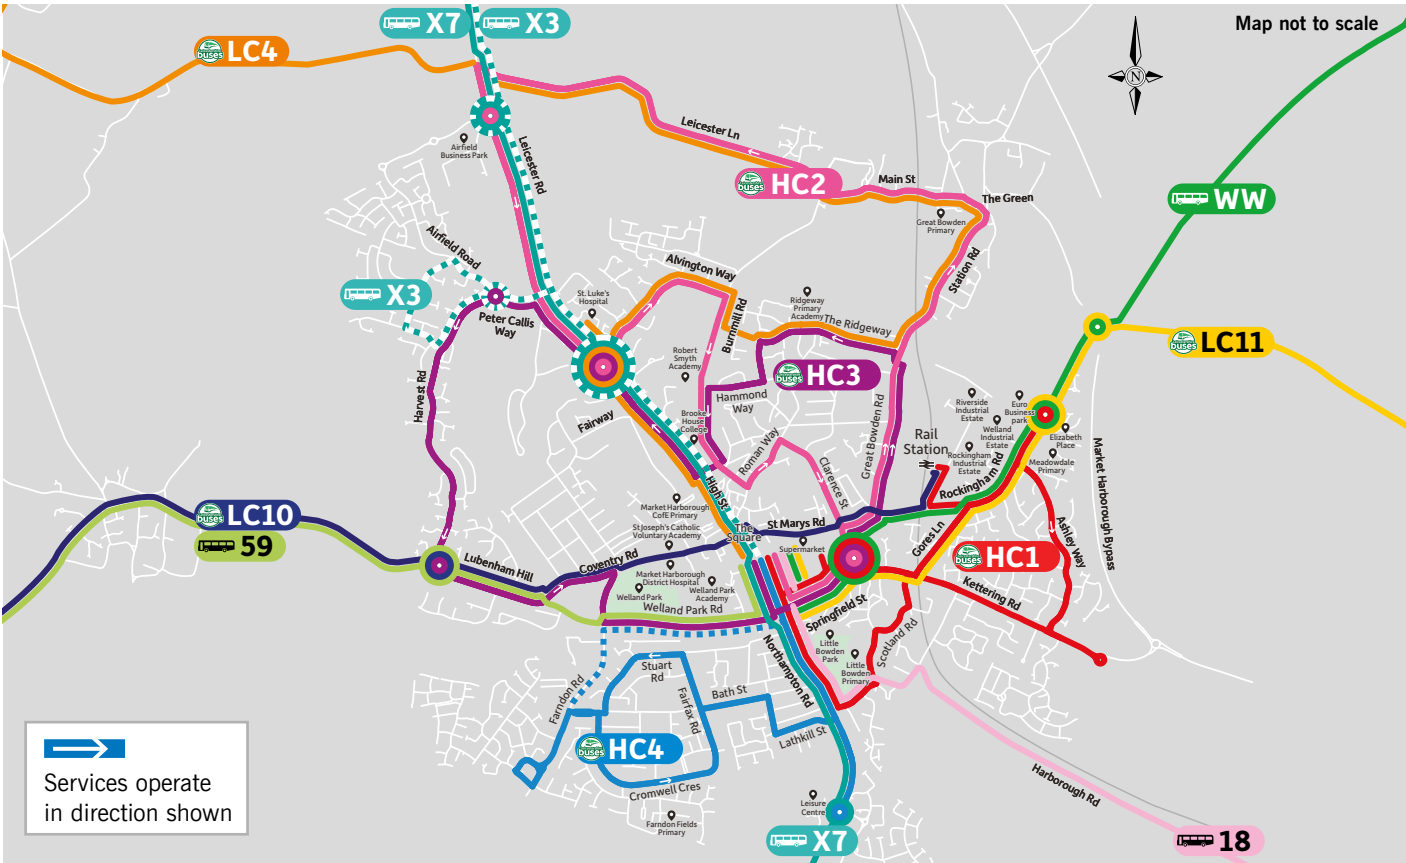 X7
X3
Map not to scale
buses LC4
N
Leicester Ln
Airfield
Business Park
Leicester Rd
buses HC2
Main St
The Green
WW
Great Bowden
Primary
Airfield Road
Alvington Way
Station Rd
X3
St. Luke's
Hospital
Ridgeway
Primary
Academy
The Ridgeway
Peter Callis
Way
Burnmill Rd
buses LC11
Robert
Smyth
Academy
buses HC3
Harvest Rd
Hammond
Way
Riverside
Industrial
Estate
Euro
Business
park
Fairway
Brooke
House
College
Great Bowden Rd
Rail
Station
Welland
Industrial
Estate
Elizabeth
Place
Roman Way
Rockingham
Industrial
Estate
Meadowdale
Primary
Clarence St
Rockingham Rd
Market Harborough Bypass
High St
Market Harborough
CofE Primary
buses LC10
59
St Joseph's Catholic
Voluntary Academy
The
Square
St Marys Rd
Supermarket
Gores Ln
Ashley Way
buses HC1
Lubenham Hill
Coventry Rd
Market Harborough
District Hospital
Welland Park
Welland Park
Academy
Kettering Rd
Welland Park Rd
Springfield St
Little
Bowden
Park
Scotland Rd
Little
Bowden
Primary
Northampton Rd
Stuart
Rd
Farndon Rd
Fairfax Rd
Bath St
Lathkill St
buses HC4
Cromwell Cres
Harborough Rd
Services operate
in direction shown
Leisure
Centre
Farndon Fields
Primary
X7
18